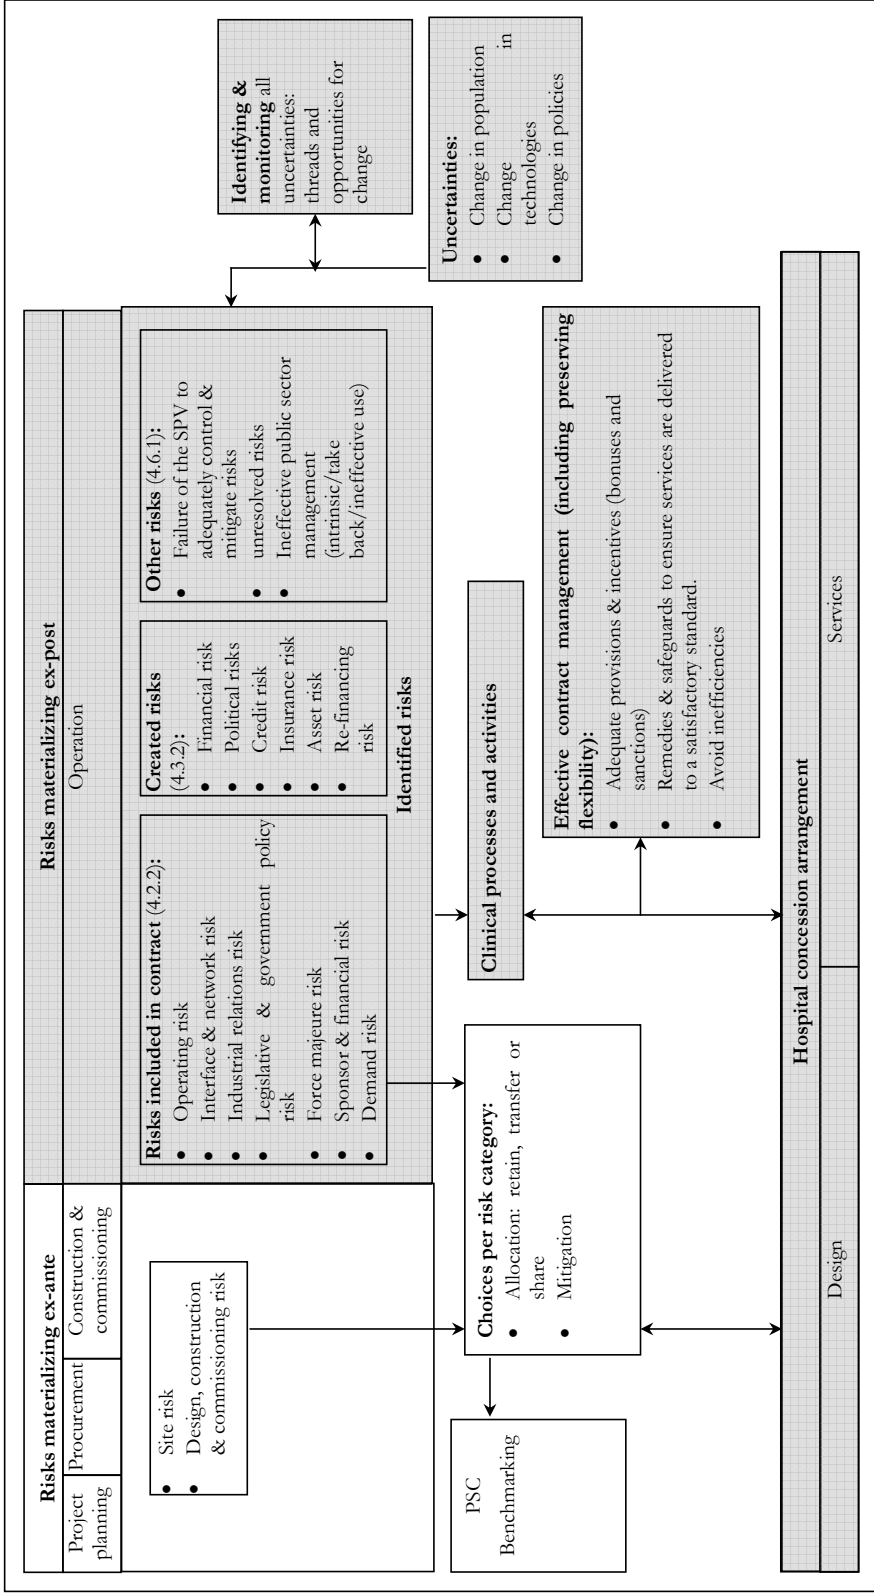 Risks materializing ex-ante
Risks materializing ex-post
Project
planning
Procurement
Construction &
commissioning
Operation
• Site risk
• Design, construction
& commissioning risk
Risks included in contract (4.2.2):
• Operating risk
• Interface & network risk
• Industrial relations risk
• Legislative & government policy
risk
• Force majeure risk
• Sponsor & financial risk
• Demand risk
Created risks
(4.3.2):
• Financial risk
• Political risks
• Credit risk
• Insurance risk
• Asset risk
• Re-financing
risk
Other risks (4.6.1):
• Failure of the SPV to
adequately control &
mitigate risks
• unresolved risks
• Ineffective public sector
management
(intrinsic/take
back/ineffective use)
Identified risks
Identifying &
monitoring all
uncertainties:
threads and
opportunities for
change
Uncertainties:
• Change in population
• Change in
technologies
• Change in policies
PSC
Benchmarking
Choices per risk category:
• Allocation: retain, transfer or
share
• Mitigation
Clinical processes and activities
Effective contract management (including preserving
flexibility):
• Adequate provisions & incentives (bonuses and
sanctions)
• Remedies & safeguards to ensure services are delivered
to a satisfactory standard.
• Avoid inefficiencies
Hospital concession arrangement
Design
Services